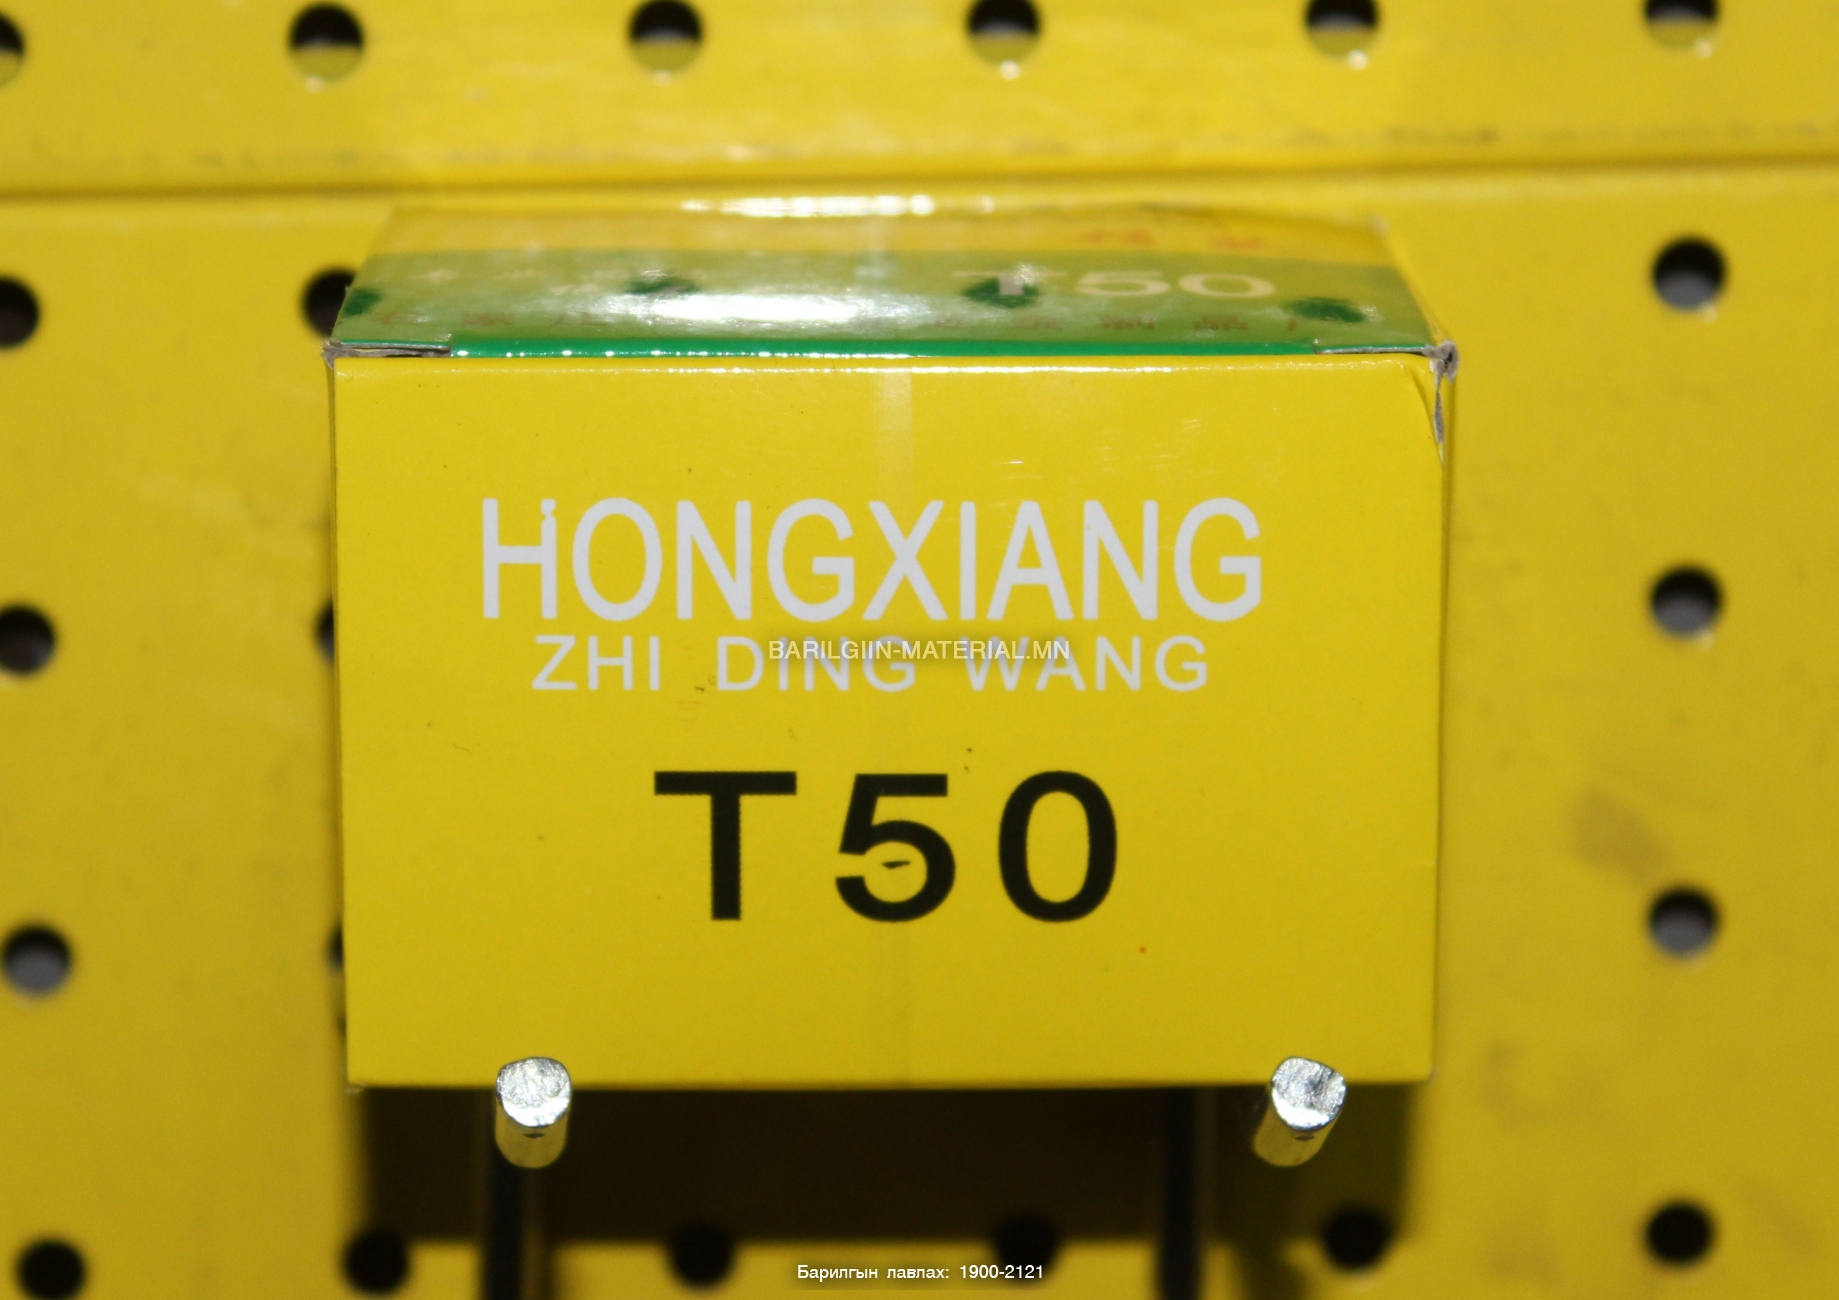 T50
HONGXIANG
ZHI DING WANG
BARILGIIN-MATERIAL.MN
T50
Барилгын лавлах: 1900-2121